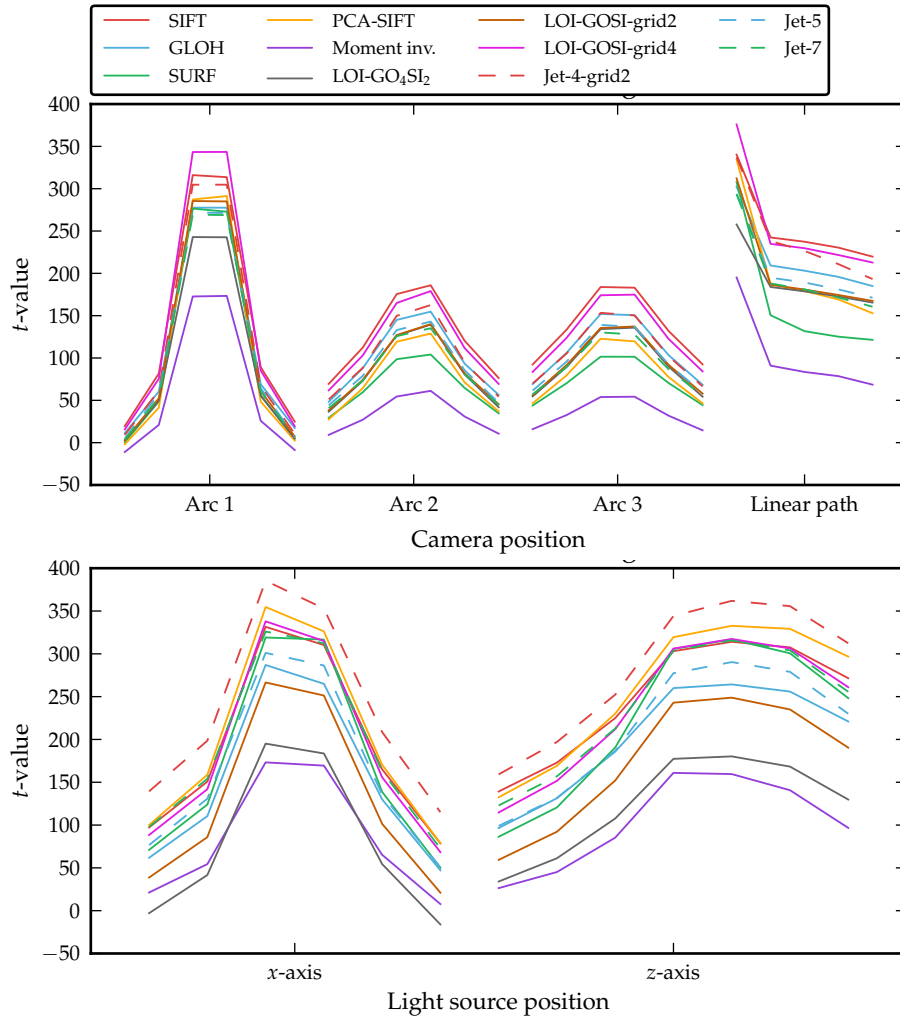 SIFT PCA-SIFT LOI-GOSI-grid2 Jet-5
GLOH Moment inv. LOI-GOSI-grid4 Jet-7
SURF LOI-GO₄SI₂ Jet-4-grid2
400
350
300
250
200
150
100
50
0
−50
t-value
Arc 1 Arc 2 Arc 3 Linear path
Camera position
400
350
300
250
200
150
100
50
0
−50
t-value
x-axis z-axis
Light source position